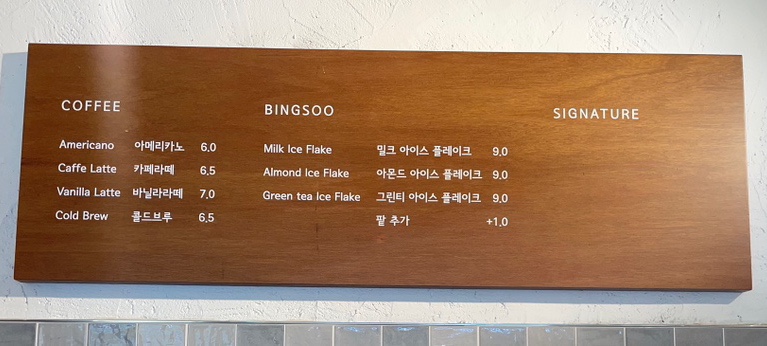 COFFEE
Americano 아메리카노 6.0
Caffe Latte 카페라떼 6.5
Vanilla Latte 바닐라라떼 7.0
Cold Brew 콜드브루 6.5
BINGSOO
Milk Ice Flake 밀크 아이스 플레이크 9.0
Almond Ice Flake 아몬드 아이스 플레이크 9.0
Green tea Ice Flake 그린티 아이스 플레이크 9.0
팥 추가 +1.0
SIGNATURE